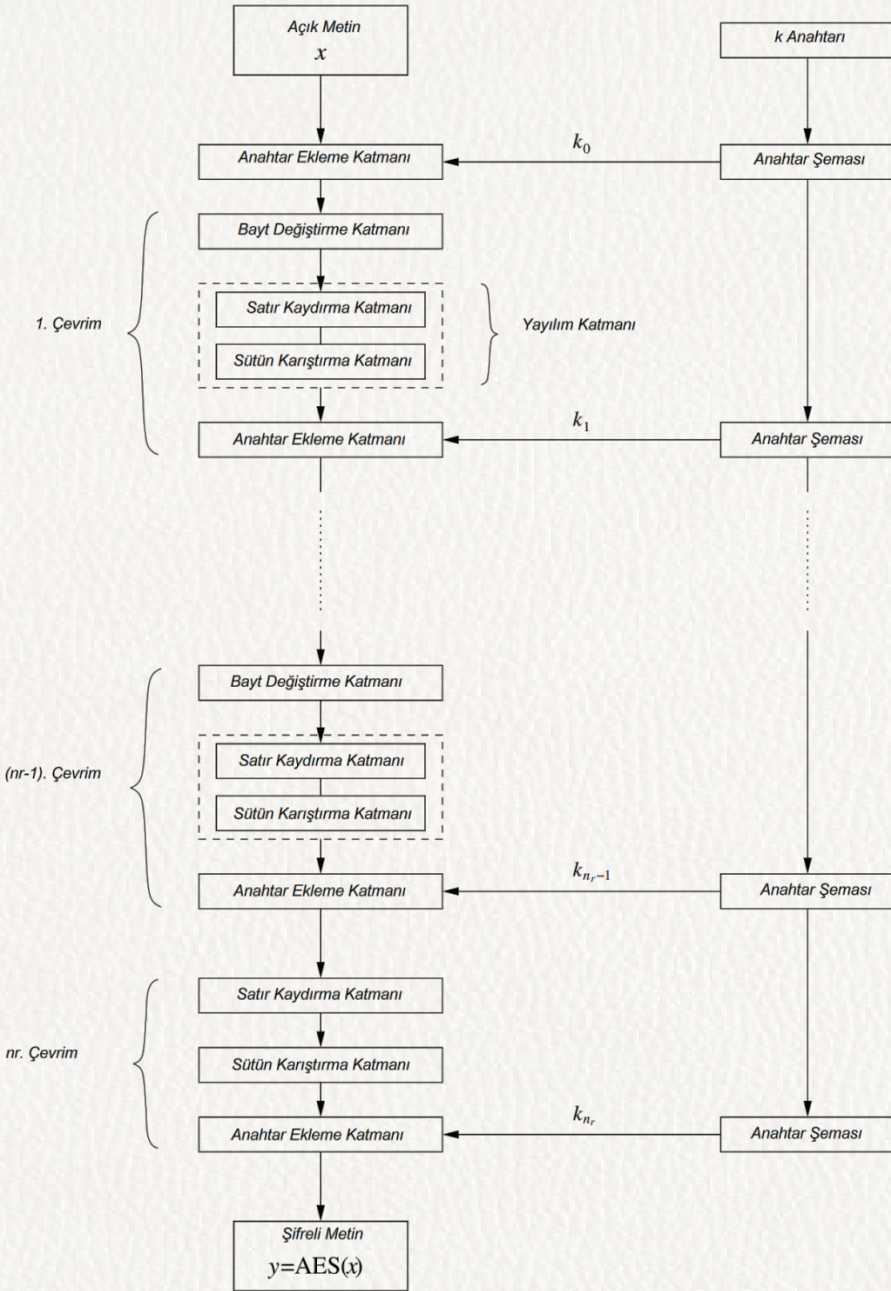 Açık Metin
x
k Anahtarı
Anahtar Ekleme Katmanı
k0
Anahtar Şeması
Bayt Değiştirme Katmanı
1. Çevrim
Satır Kaydırma Katmanı
Sütün Karıştırma Katmanı
Yayılım Katmanı
Anahtar Ekleme Katmanı
k1
Anahtar Şeması
Bayt Değiştirme Katmanı
(nr-1). Çevrim
Satır Kaydırma Katmanı
Sütün Karıştırma Katmanı
Anahtar Ekleme Katmanı
knr−1
Anahtar Şeması
Satır Kaydırma Katmanı
nr. Çevrim
Sütün Karıştırma Katmanı
Anahtar Ekleme Katmanı
knr
Anahtar Şeması
Şifreli Metin
y=AES(x)